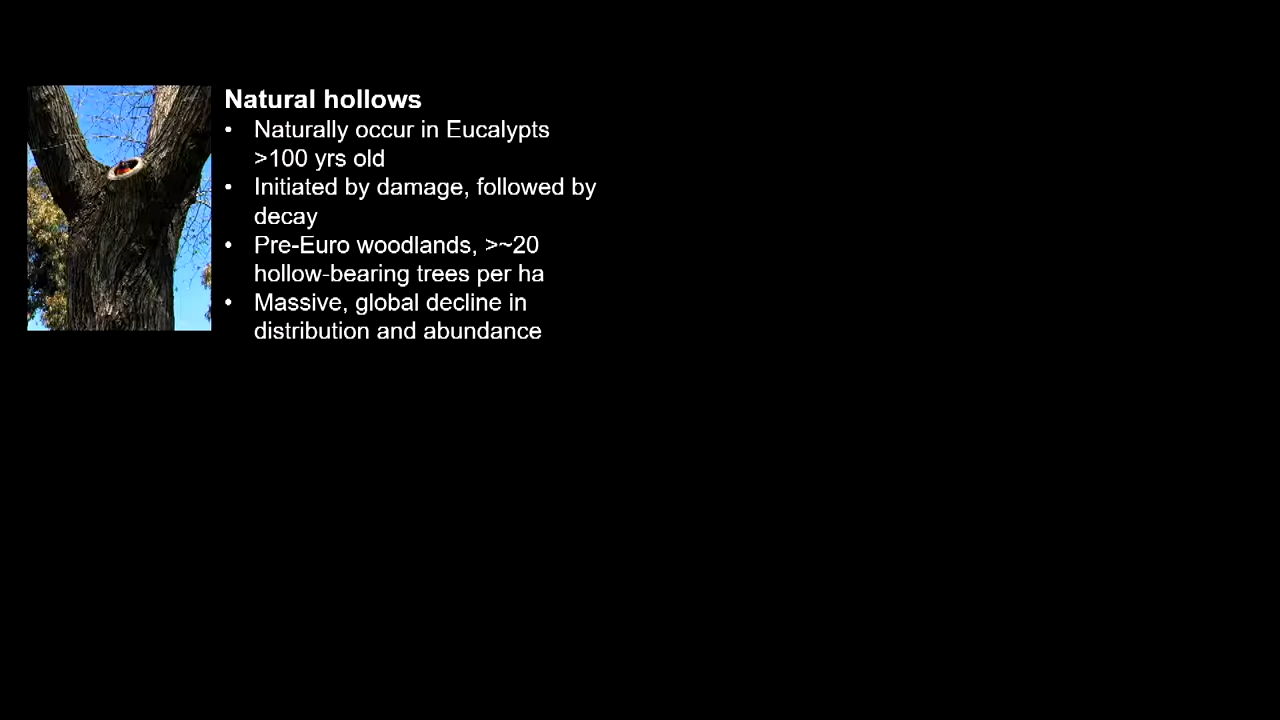 Natural hollows
• Naturally occur in Eucalypts
>100 yrs old
• Initiated by damage, followed by
decay
• Pre-Euro woodlands, >~20
hollow-bearing trees per ha
• Massive, global decline in
distribution and abundance